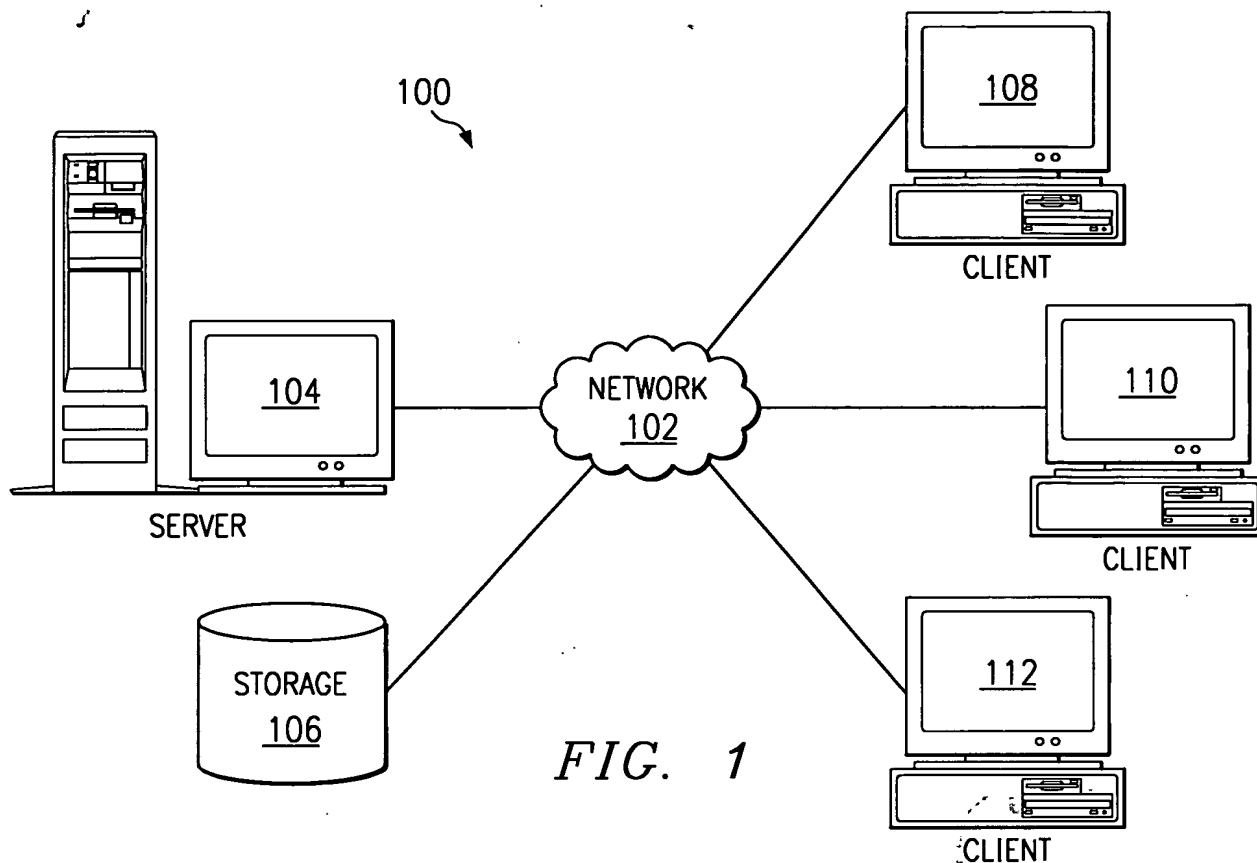 100
108
CLIENT
104
SERVER
NETWORK
102
110
CLIENT
STORAGE
106
112
CLIENT
FIG. 1